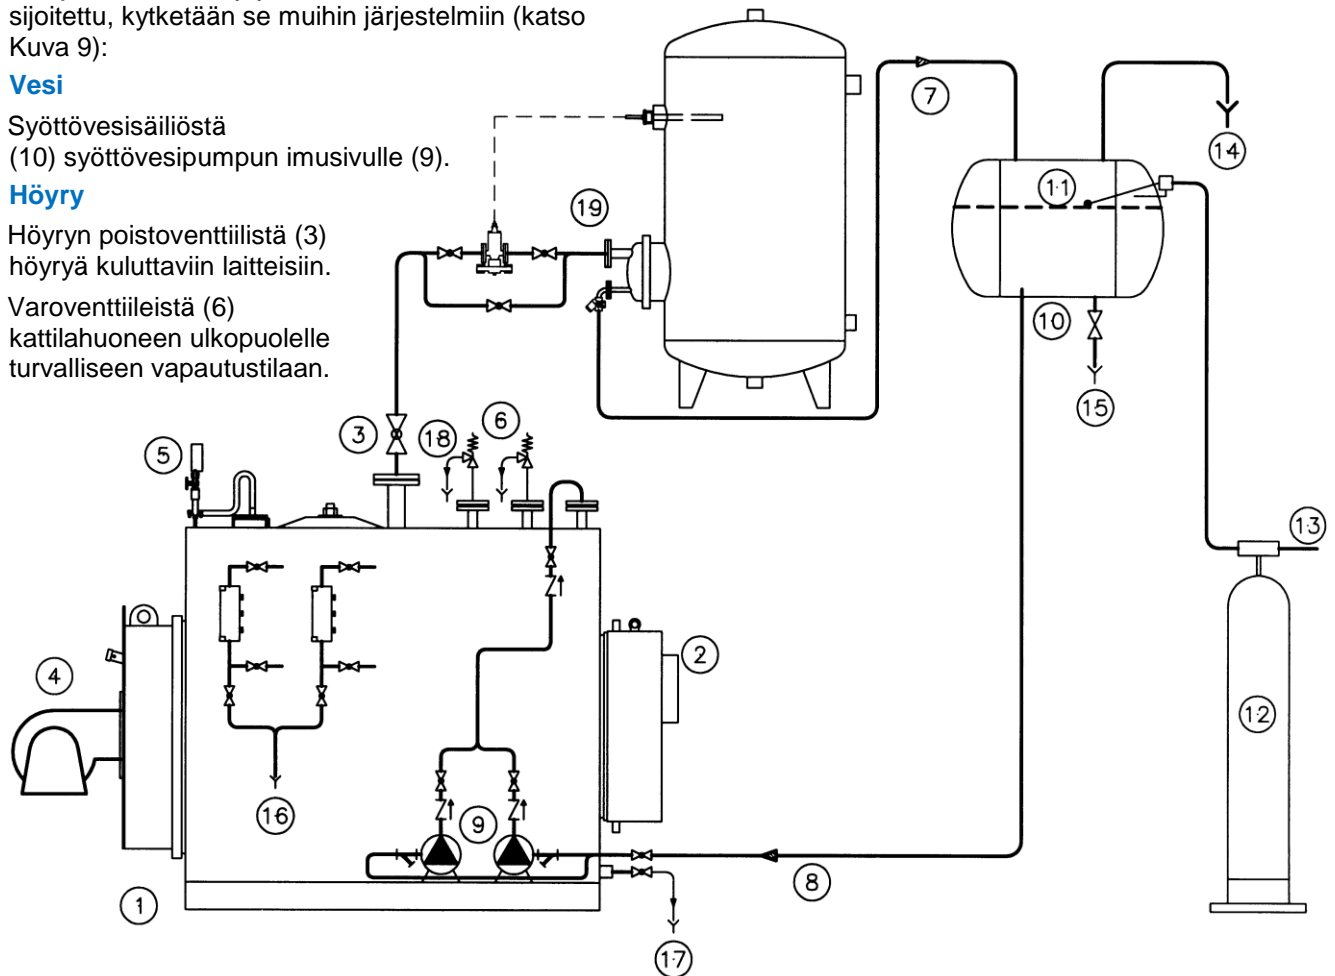 sijoitettu, kytketään se muihin järjestelmiin (katso
Kuva 9):
Vesi
Syöttövesisäiliöstä
(10) syöttövesipumpun imusivulle (9).
Höyry
Höyryn poistoventtiilistä (3)
höyryä kuluttaviin laitteisiin.
Varoventtiileistä (6)
kattilahuoneen ulkopuolelle
turvalliseen vapautustilaan.
7
14
11
19
10
15
3
18
6
5
13
4
2
12
16
9
8
1
17